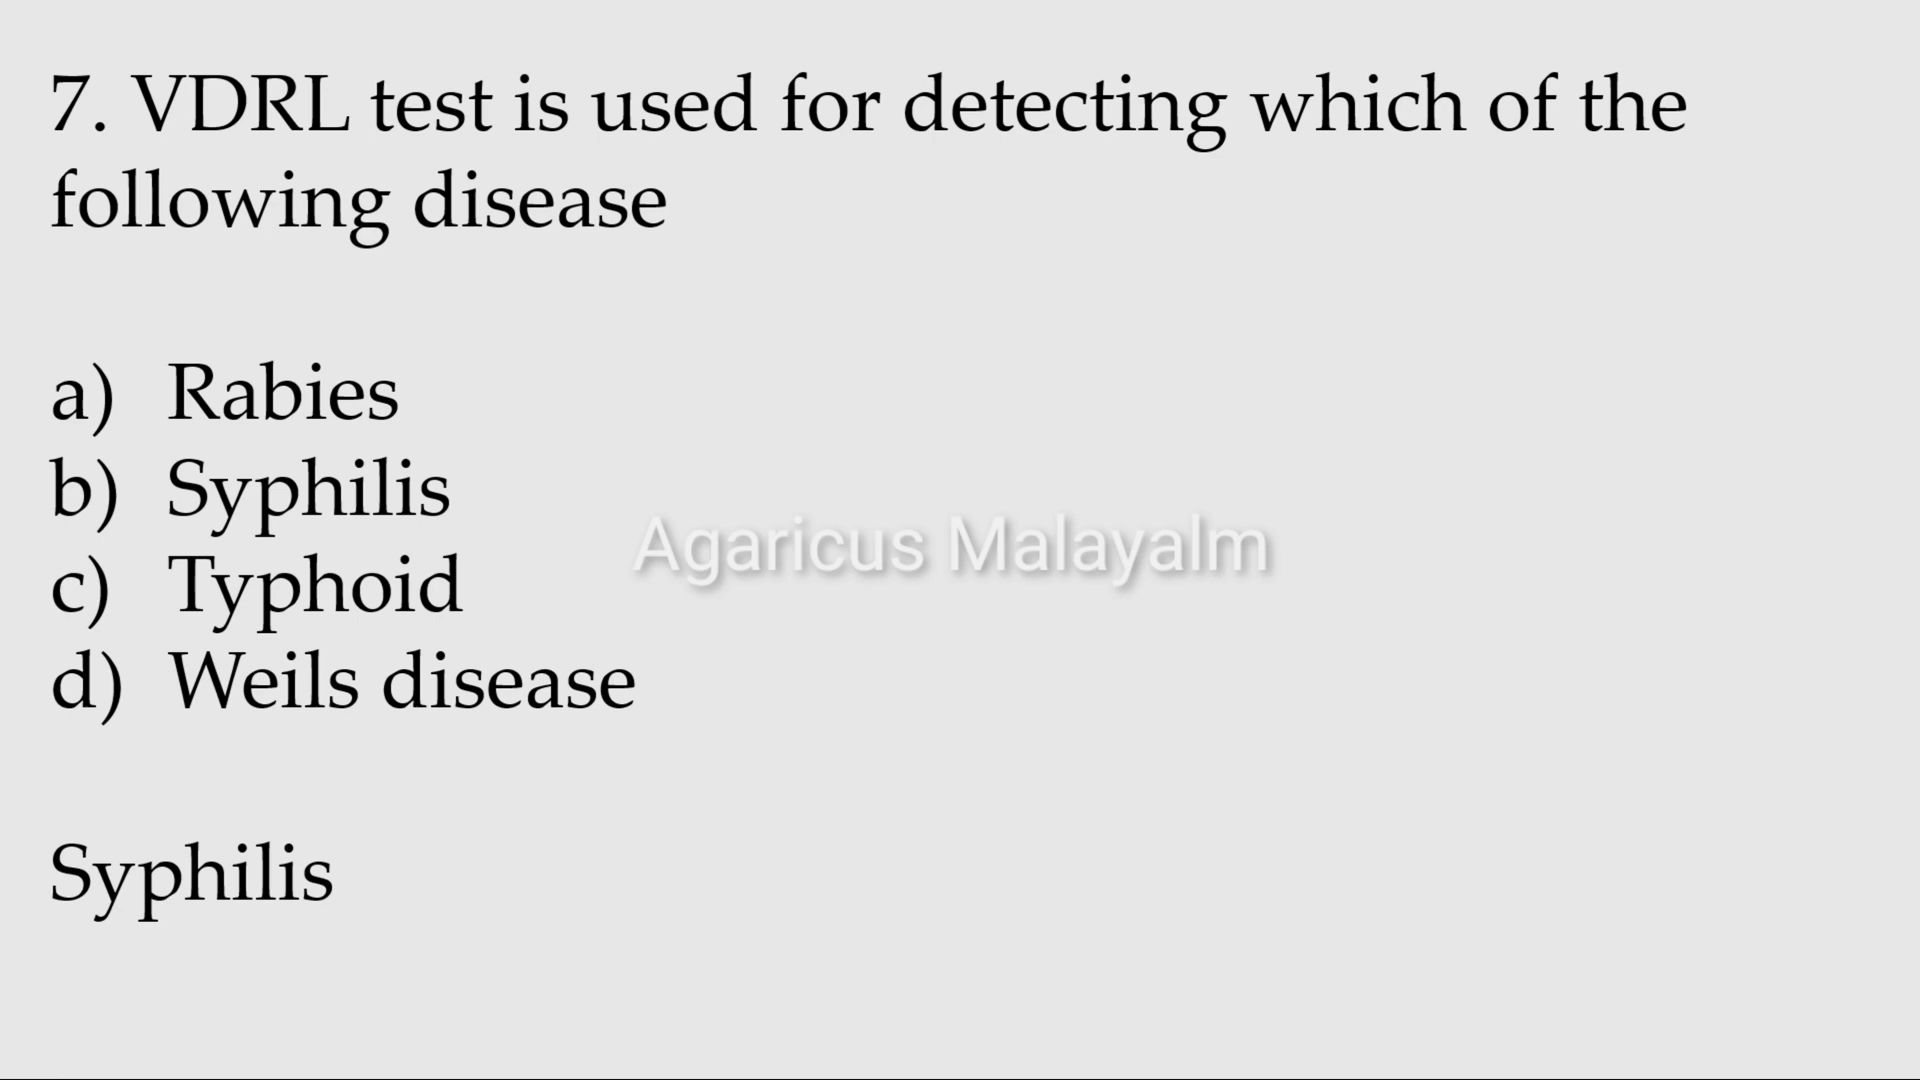 7. VDRL test is used for detecting which of the
following disease
a) Rabies
b) Syphilis
Agaricus Malayalm
c) Typhoid
d) Weils disease
Syphilis